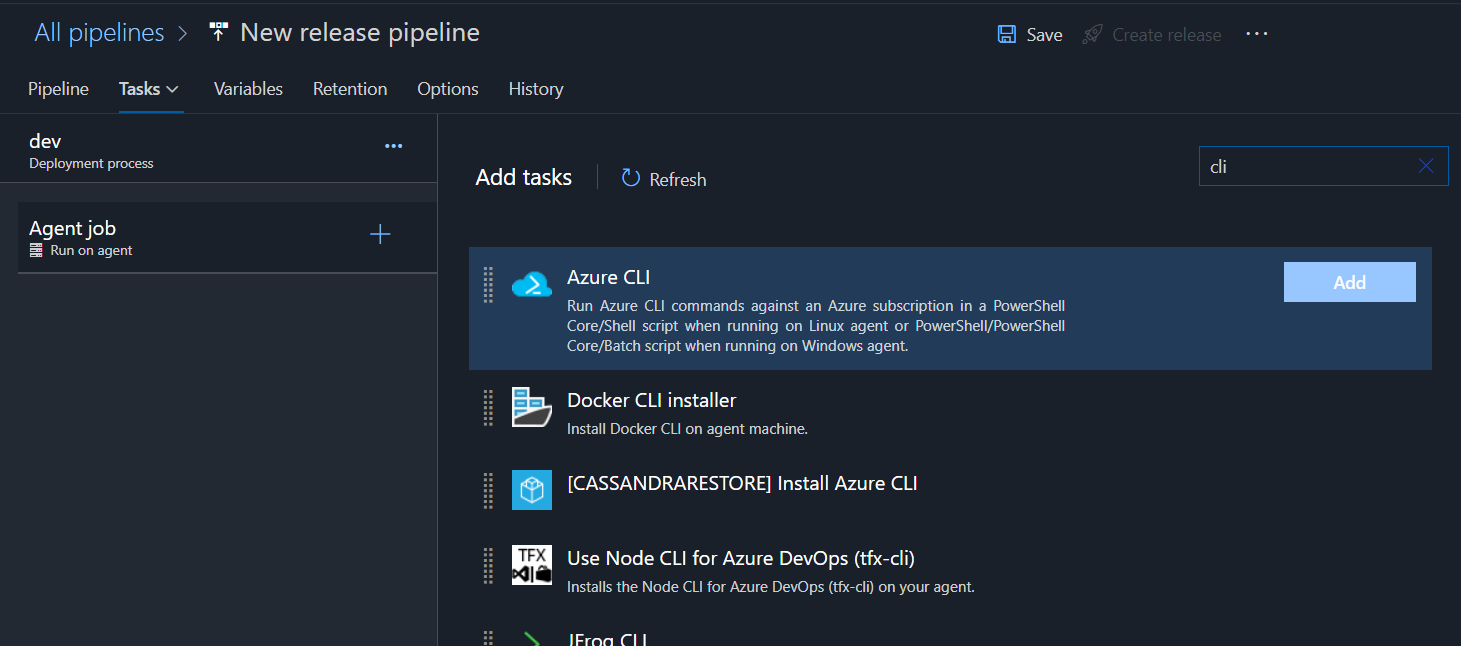 All pipelines > New release pipeline
Save Create release ...
Pipeline Tasks Variables Retention Options History
dev
Deployment process
Agent job
Run on agent
Add tasks Refresh
cli
Azure CLI
Add
Run Azure CLI commands against an Azure subscription in a PowerShell
Core/Shell script when running on Linux agent or PowerShell/PowerShell
Core/Batch script when running on Windows agent.
Docker CLI installer
Install Docker CLI on agent machine.
[CASSANDRARESTORE] Install Azure CLI
TFX
Use Node CLI for Azure DevOps (tfx-cli)
Installs the Node CLI for Azure DevOps (tfx-cli) on your agent.
JFrog CLI